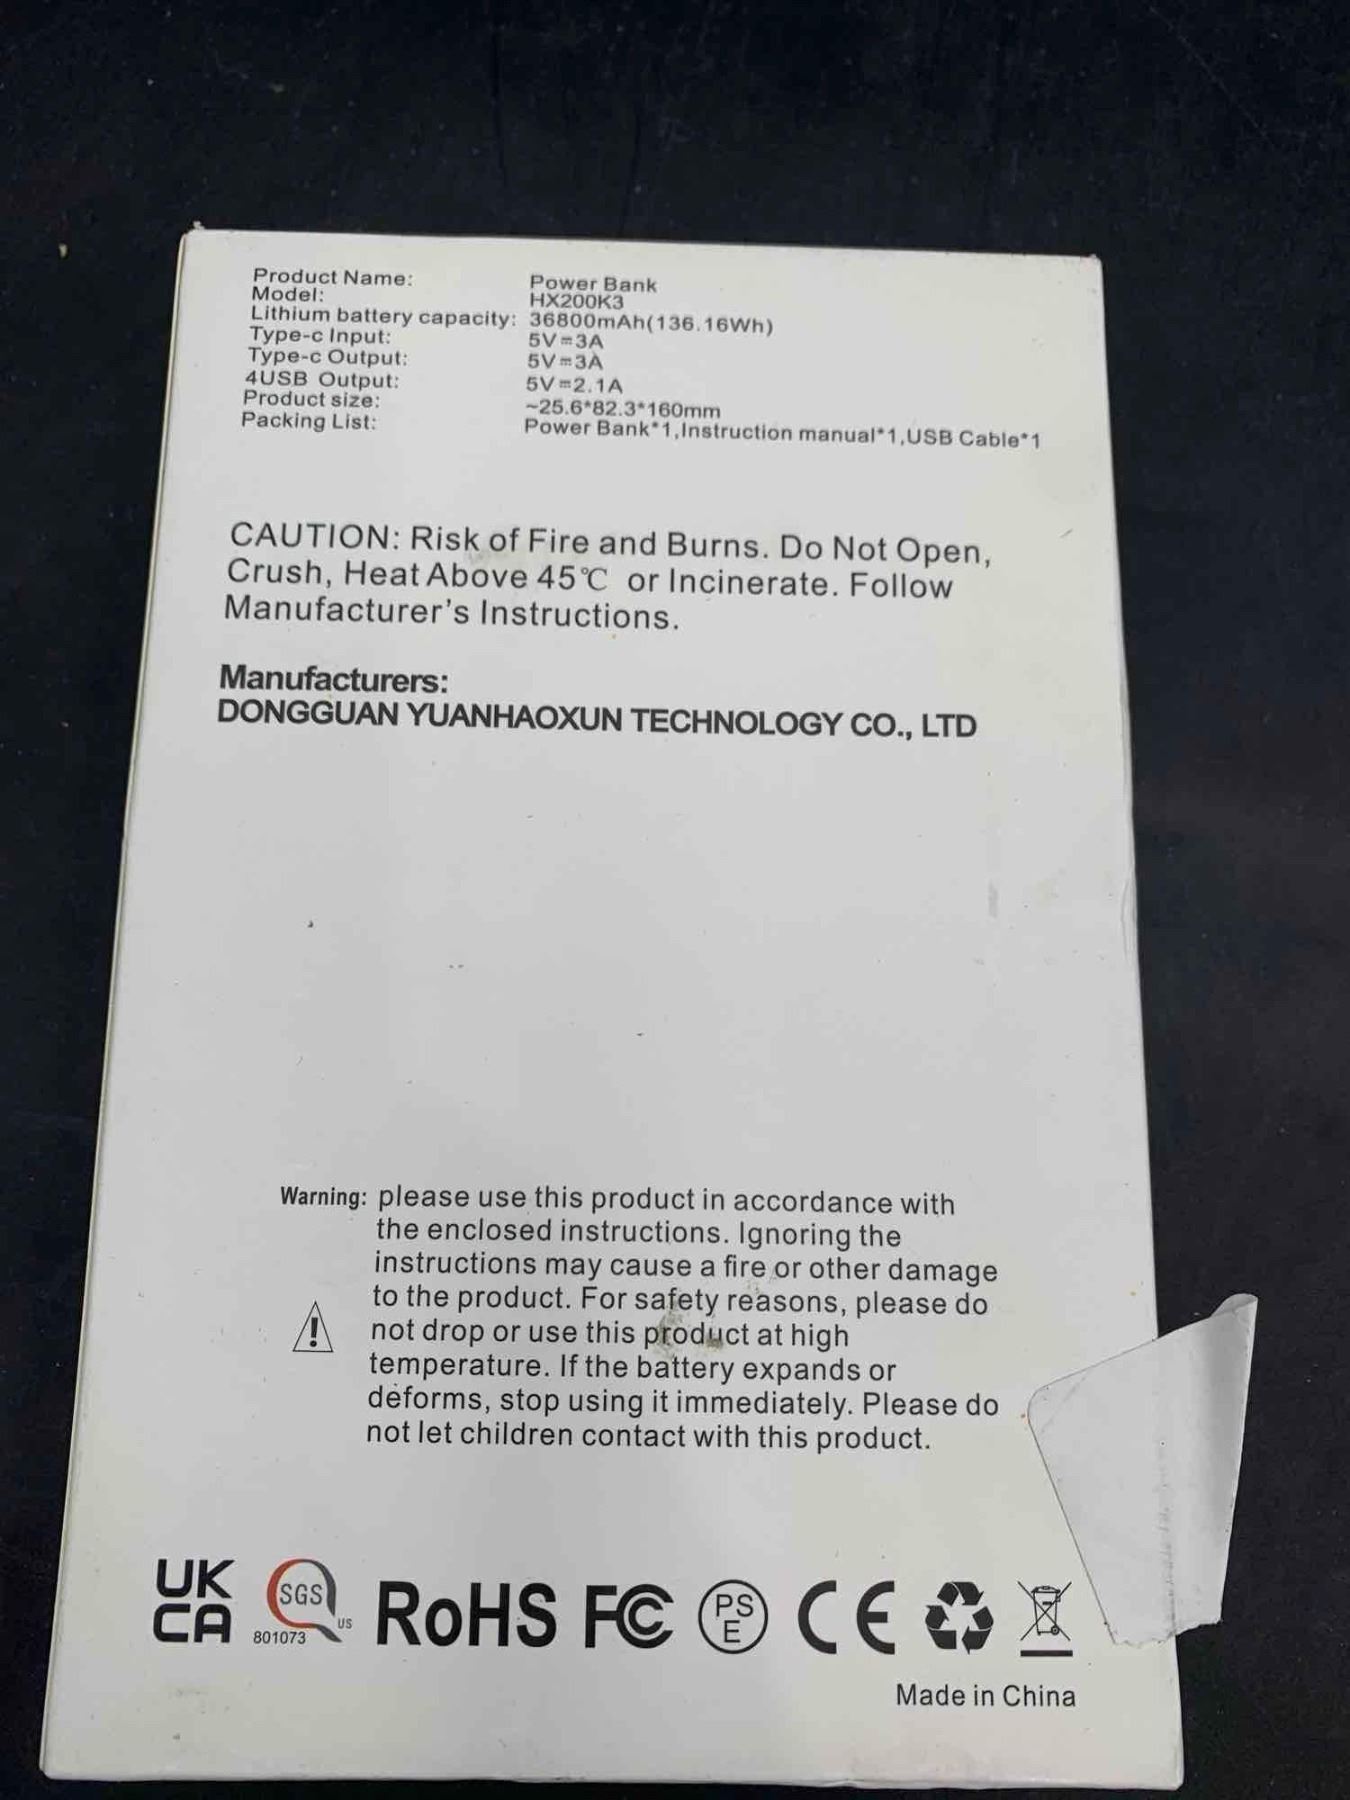 Product Name: Power Bank
Model: HX200K3
Lithium battery capacity: 36800mAh(136.16Wh)
Type-c Input: 5V⎓3A
Type-c Output: 5V⎓3A
4USB Output: 5V⎓2.1A
Product size: ~25.6*82.3*160mm
Packing List: Power Bank*1,Instruction manual*1,USB Cable*1
CAUTION: Risk of Fire and Burns. Do Not Open,
Crush, Heat Above 45℃ or Incinerate. Follow
Manufacturer's Instructions.
Manufacturers:
DONGGUAN YUANHAOXUN TECHNOLOGY CO., LTD
Warning: please use this product in accordance with
the enclosed instructions. Ignoring the
instructions may cause a fire or other damage
to the product. For safety reasons, please do
not drop or use this product at high
temperature. If the battery expands or
deforms, stop using it immediately. Please do
not let children contact with this product.
UK
CA
SGS
US
801073
RoHS FC PS
E
CE
Made in China